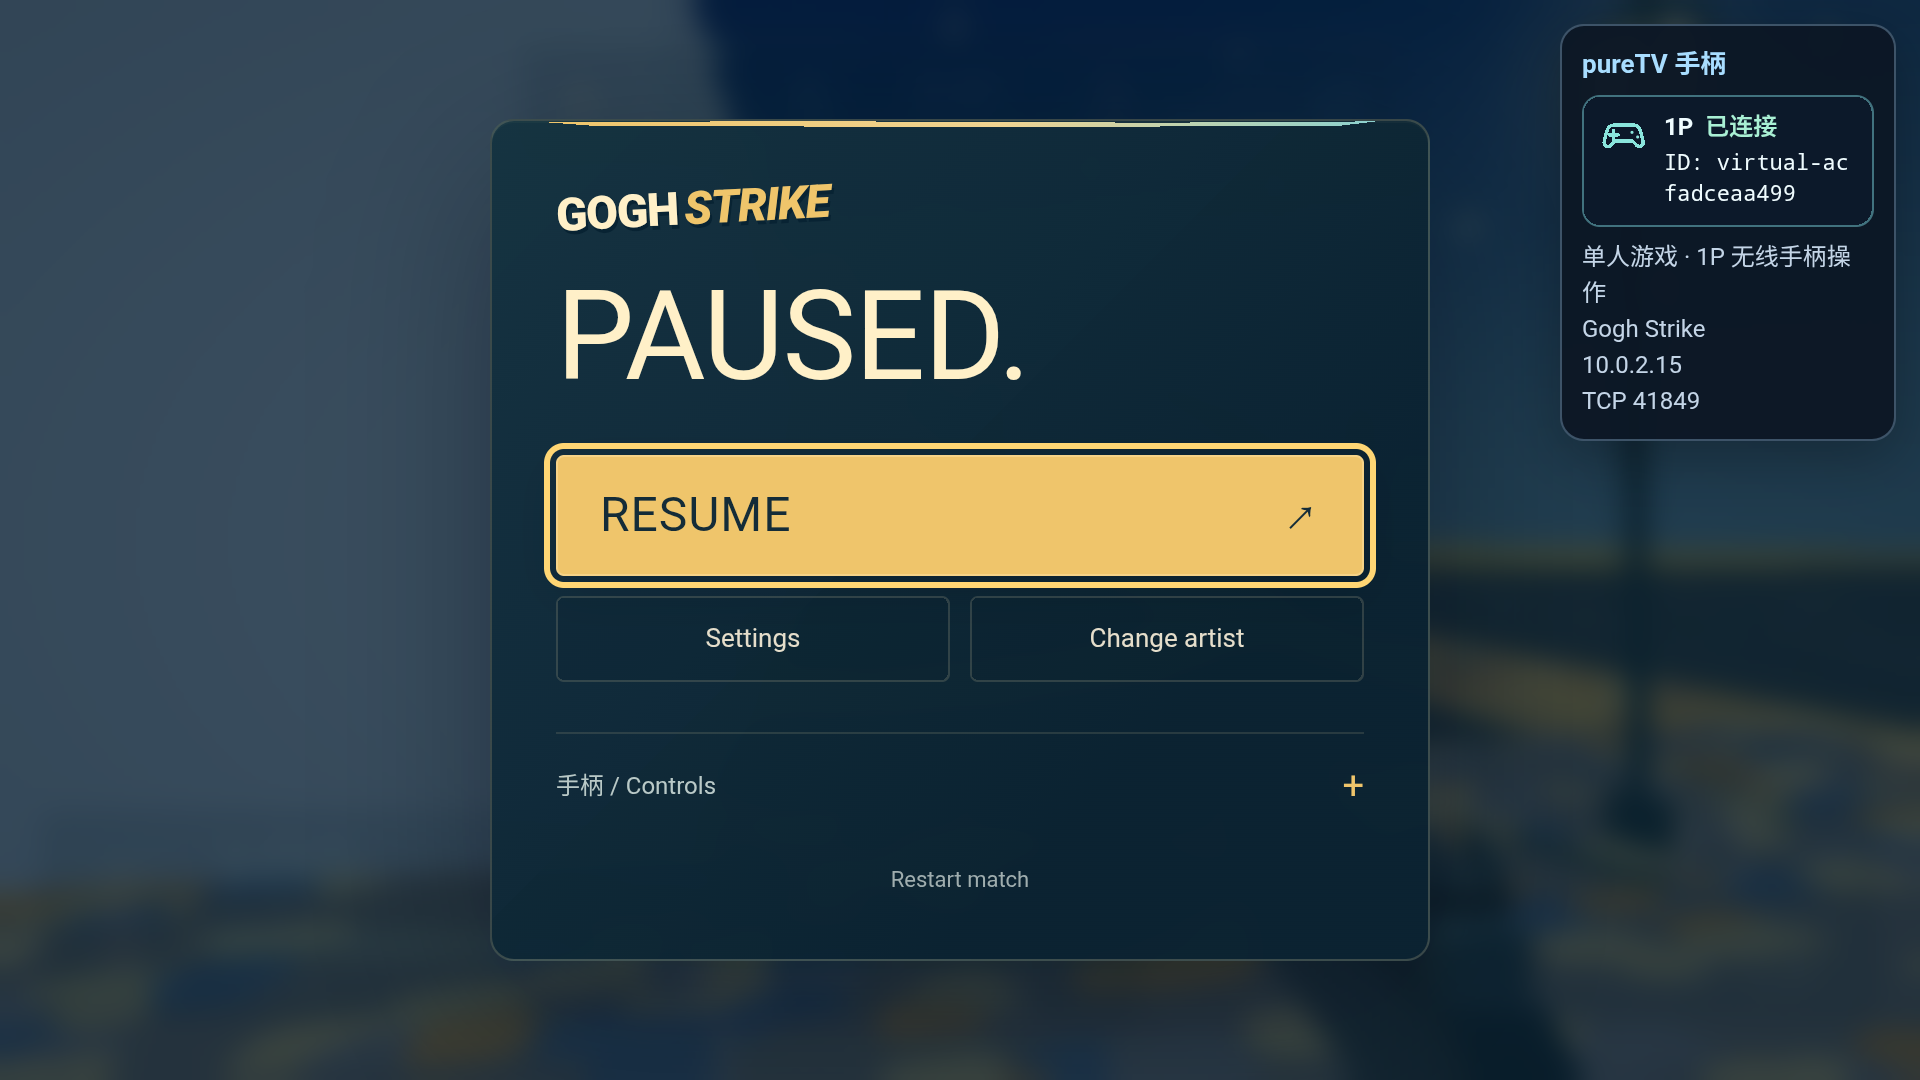 GOGH STRIKE
PAUSED.
RESUME ↗
Settings
Change artist
手柄 / Controls +
Restart match
pureTV 手柄
1P 已连接
ID: virtual-ac
fadceaa499
单人游戏 · 1P 无线手柄操
作
Gogh Strike
10.0.2.15
TCP 41849